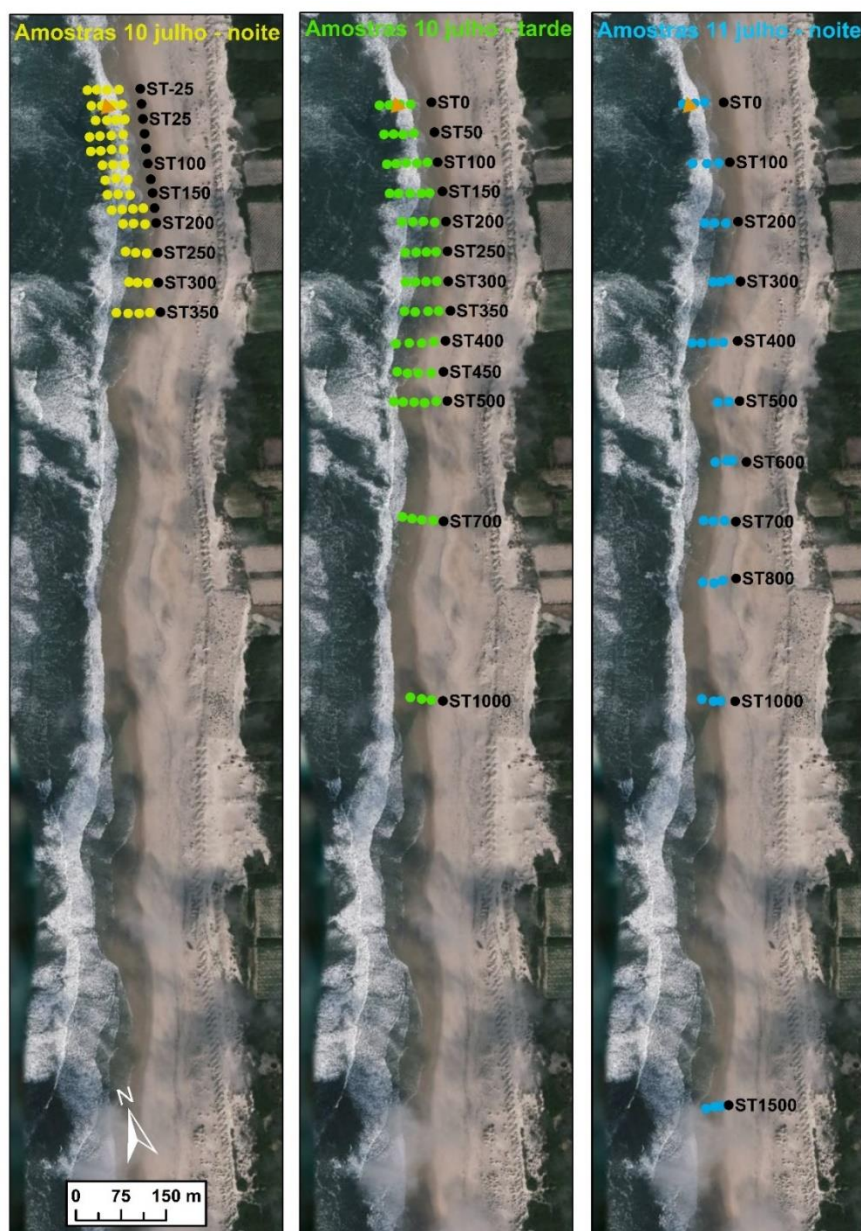 Amostras 10 julho - noite
ST-25
ST25
ST100
ST150
ST200
ST250
ST300
ST350
N
0 75 150 m
Amostras 10 julho - tarde
ST0
ST50
ST100
ST150
ST200
ST250
ST300
ST350
ST400
ST450
ST500
ST700
ST1000
Amostras 11 julho - noite
ST0
ST100
ST200
ST300
ST400
ST500
ST600
ST700
ST800
ST1000
ST1500